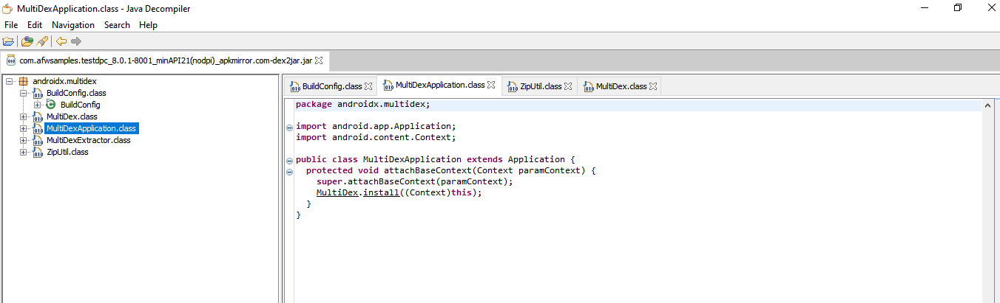 MultiDexApplication.class - Java Decompiler
File Edit Navigation Search Help
com.afwsamples.testdpc_8.0.1-8001_minAPI21(nodpi)_apkmirror.com-dex2jar.jar
androidx.multidex
BuildConfig.class
BuildConfig
MultiDex.class
MultiDexApplication.class
MultiDexExtractor.class
ZipUtil.class
BuildConfig.class MultiDexApplication.class ZipUtil.class MultiDex.class
package androidx.multidex;
import android.app.Application;
import android.content.Context;
public class MultiDexApplication extends Application {
protected void attachBaseContext(Context paramContext) {
super.attachBaseContext(paramContext);
MultiDex.install((Context)this);
}
}